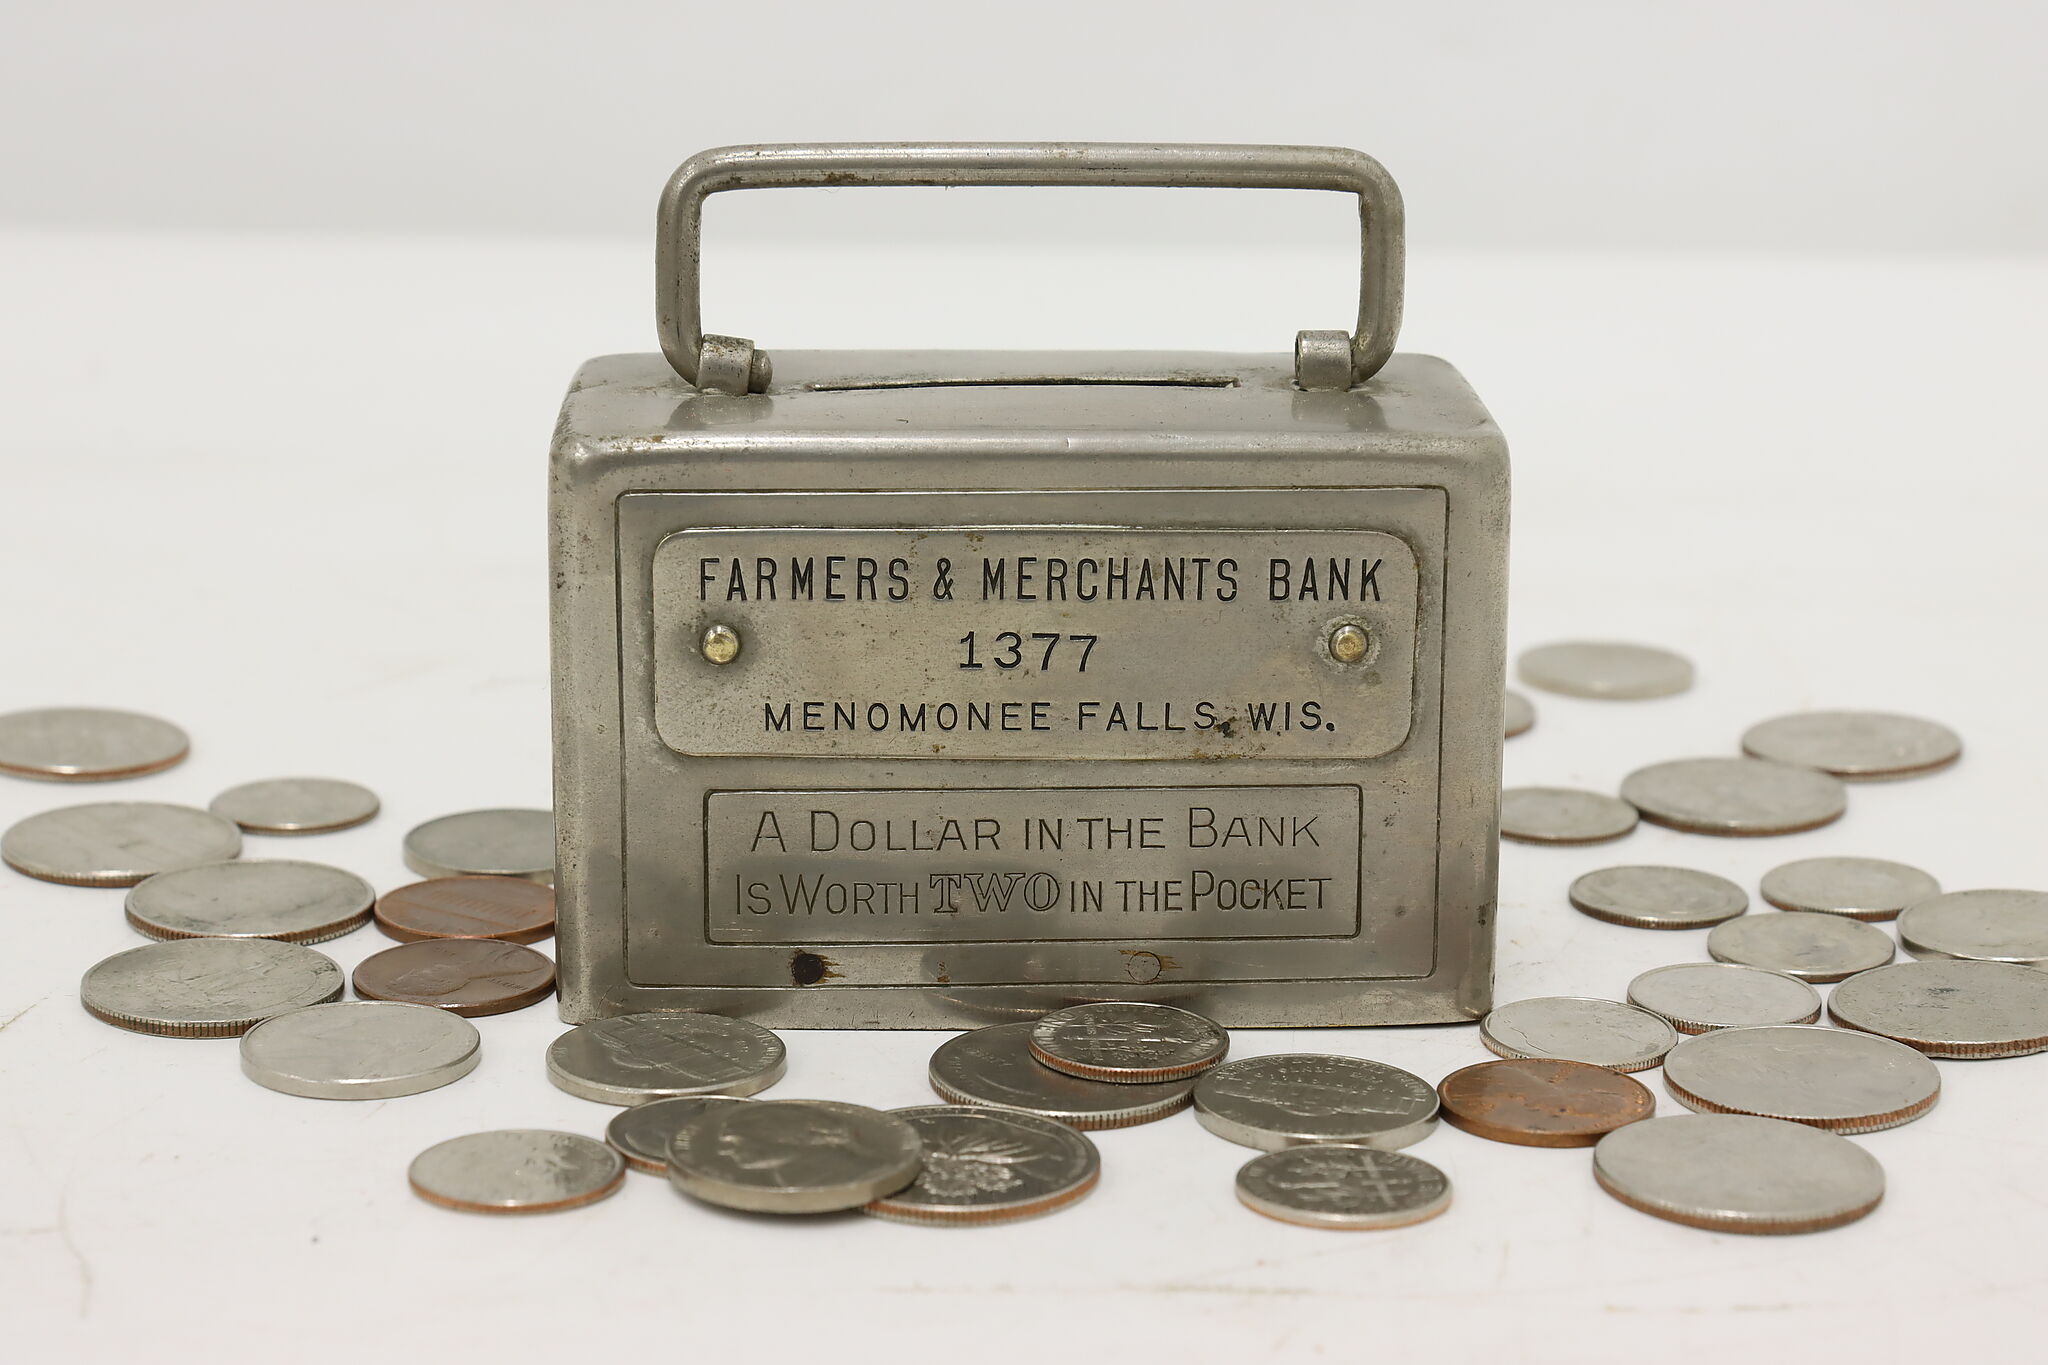 FARMERS & MERCHANTS BANK
1377
MENOMONEE FALLS, WIS.
A DOLLAR IN THE BANK
IS WORTH TWO IN THE POCKET